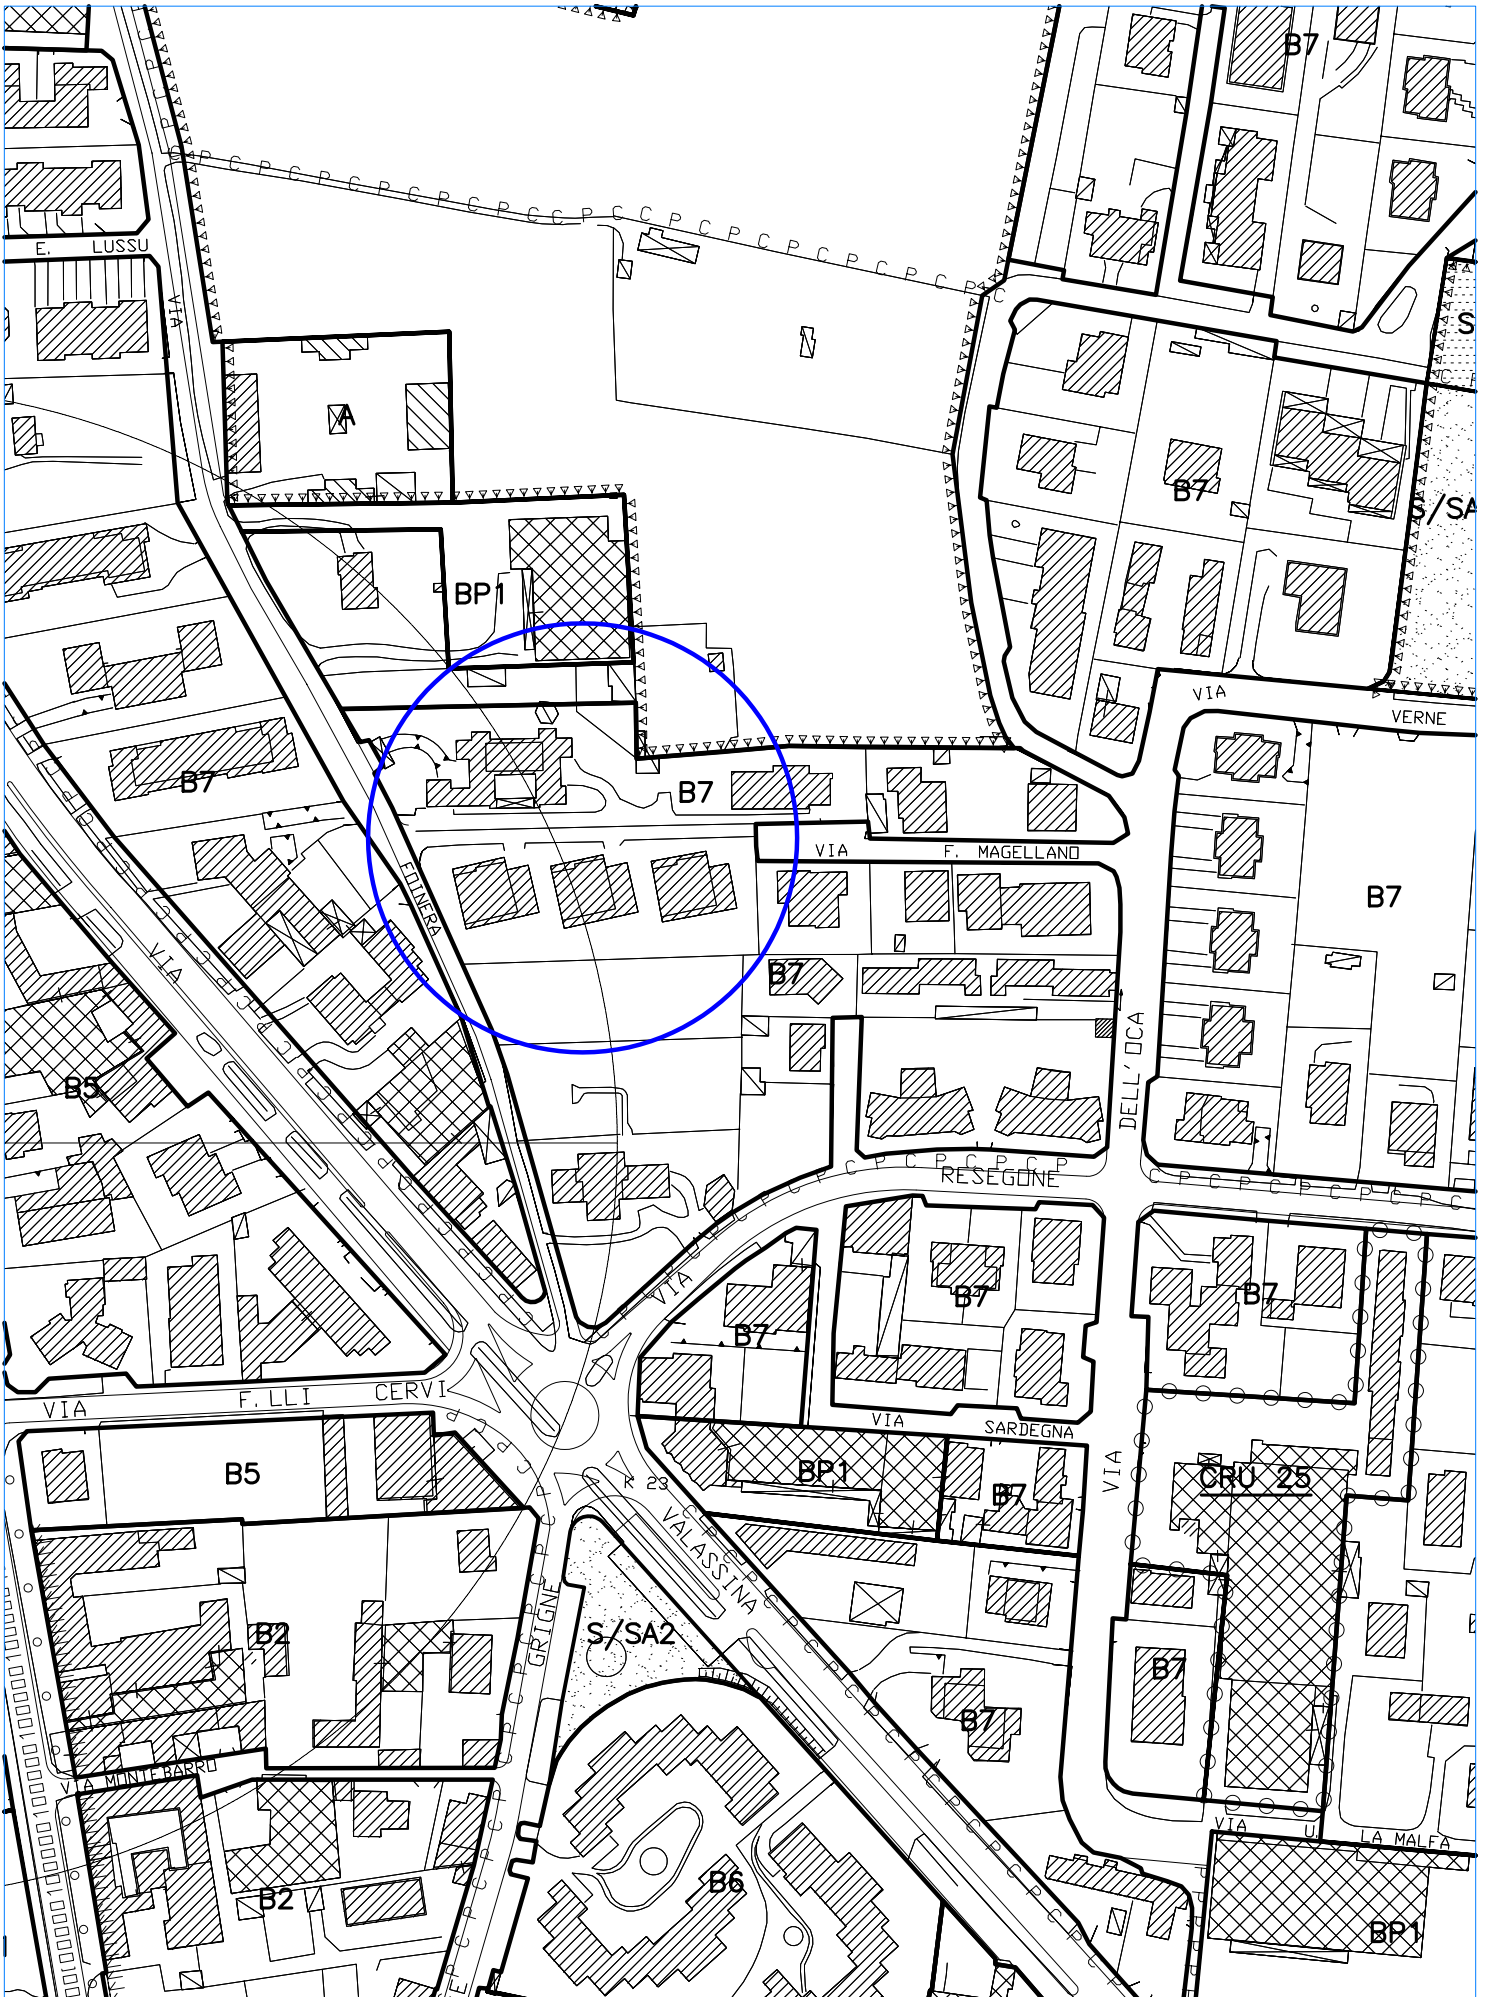 B7
E. LUSSU
VIA
S
A
B7
S/SA
BP1
VIA
VERNE
B7
B7
VIA F. MAGELLANO
FOINERA
B7
VIA
B7
B5
DELL' OCA
RESEGONE
VIA
B7
B7
B7
VIA F.LLI CERVI
VIA SARDEGNA
B5
BP1
B7
K 23
VIA
CRU 25
VALASSINA
GRIGNE
S/SA2
B2
B7
B7
VIA MONTEBARRO
VIA U. LA MALFA
B6
B2
BP1